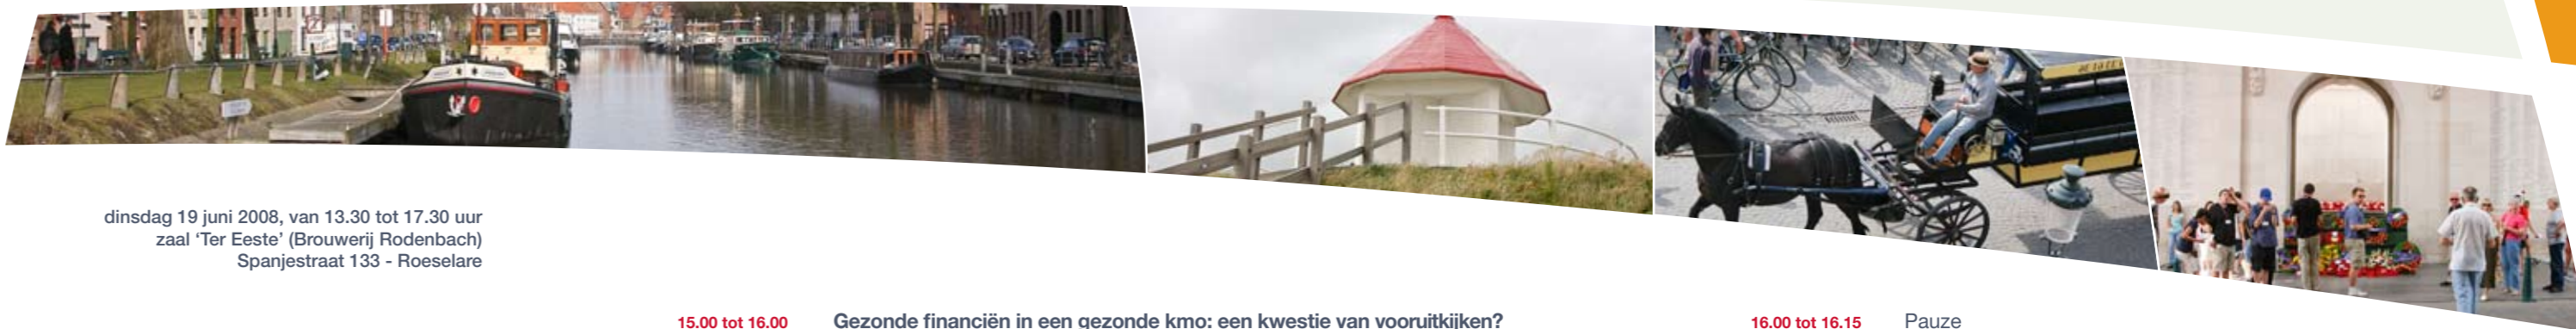 dinsdag 19 juni 2008, van 13.30 tot 17.30 uur
zaal ‘Ter Eeste’ (Brouwerij Rodenbach)
Spanjestraat 133 - Roeselare
15.00 tot 16.00 Gezonde financiën in een gezonde kmo: een kwestie van vooruitkijken?
16.00 tot 16.15 Pauze